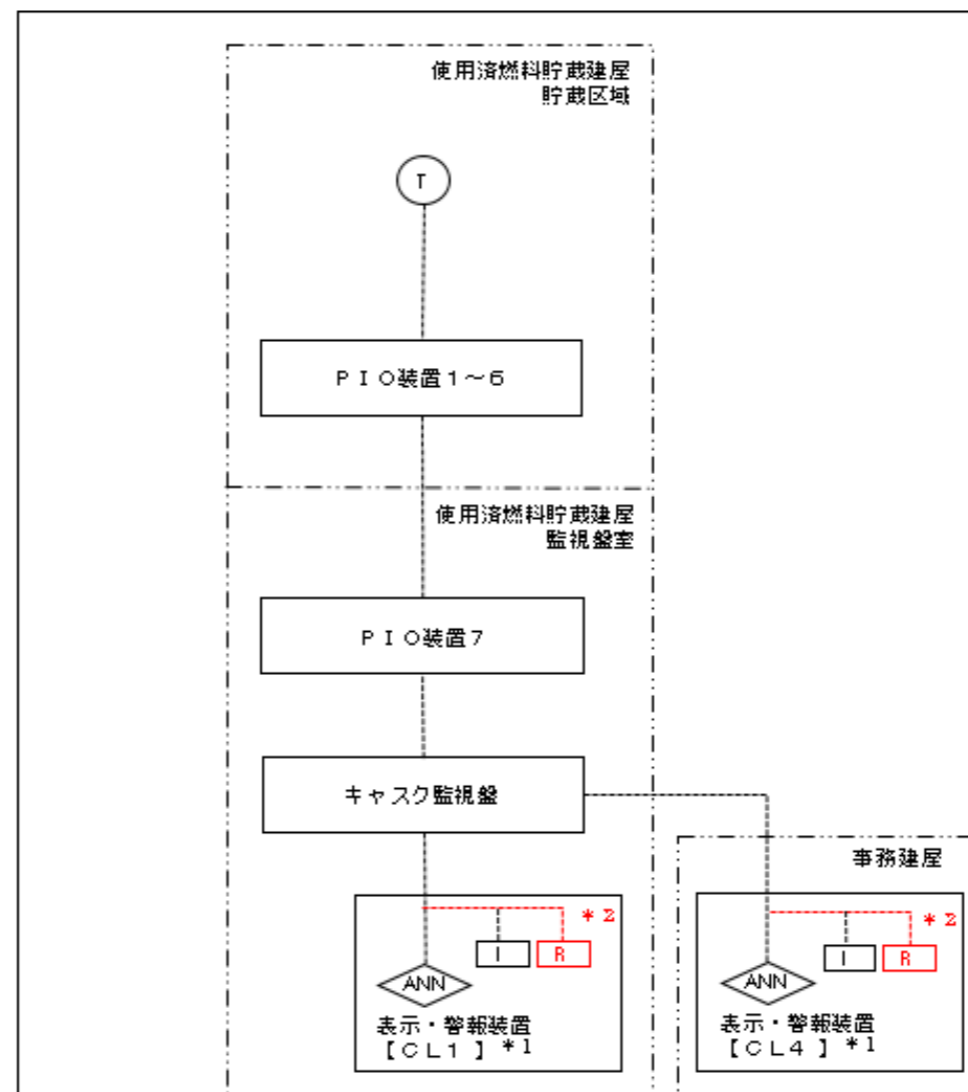 使用済燃料貯蔵建屋
貯蔵区域
T
ＰＩＯ装置１～６
使用済燃料貯蔵建屋
監視盤室
ＰＩＯ装置７
キャスク監視盤
事務建屋
＊２
I
R
ANN
表示・警報装置
【ＣＬ１】＊１
＊２
I
R
ANN
表示・警報装置
【ＣＬ４】＊１